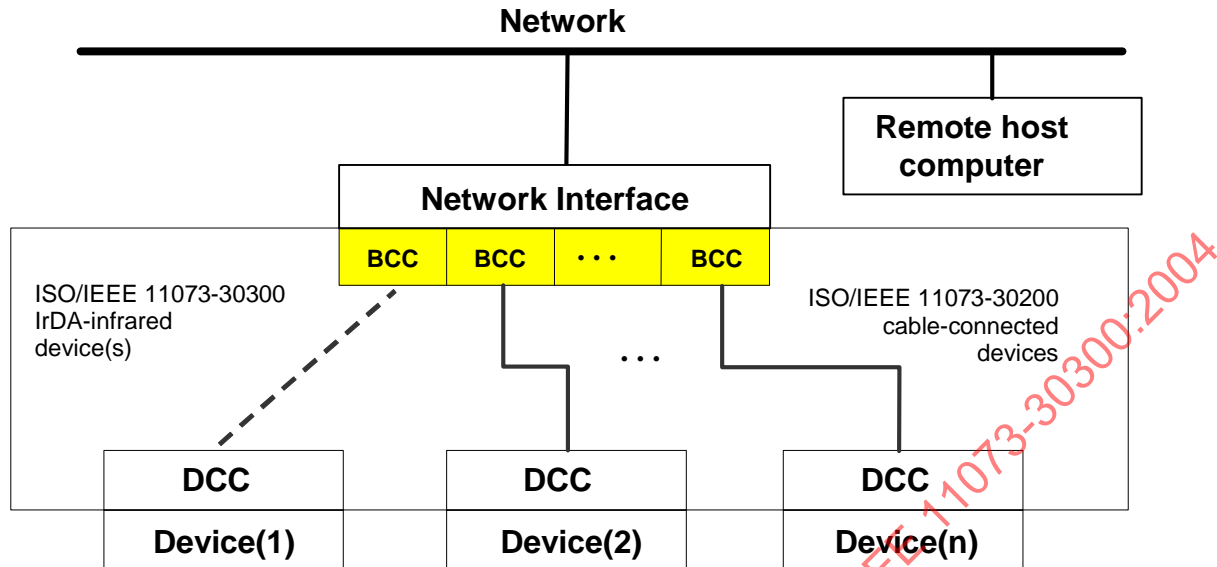 Network
Remote host
computer
Network Interface
BCC BCC ... BCC
ISO/IEEE 11073-30300
IrDA-infrared
device(s)
ISO/IEEE 11073-30200
cable-connected
devices
...
DCC DCC DCC
Device(1) Device(2) Device(n)
EE 11073-30300:2004